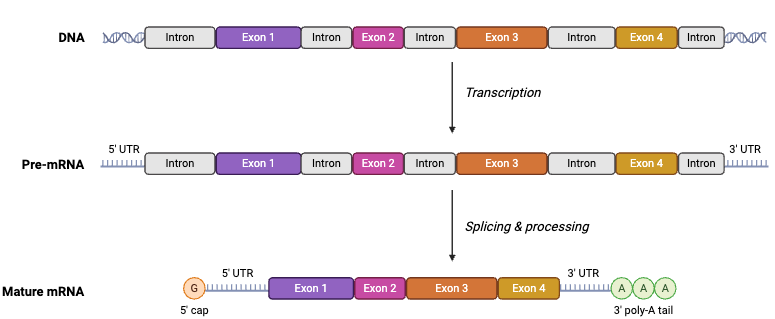 DNA Intron Exon 1 Intron Exon 2 Intron Exon 3 Intron Exon 4 Intron
Transcription
5' UTR 3' UTR
Pre-mRNA Intron Exon 1 Intron Exon 2 Intron Exon 3 Intron Exon 4 Intron
Splicing & processing
5' UTR 3' UTR
Mature mRNA G Exon 1 Exon 2 Exon 3 Exon 4 A A A
5' cap 3' poly-A tail